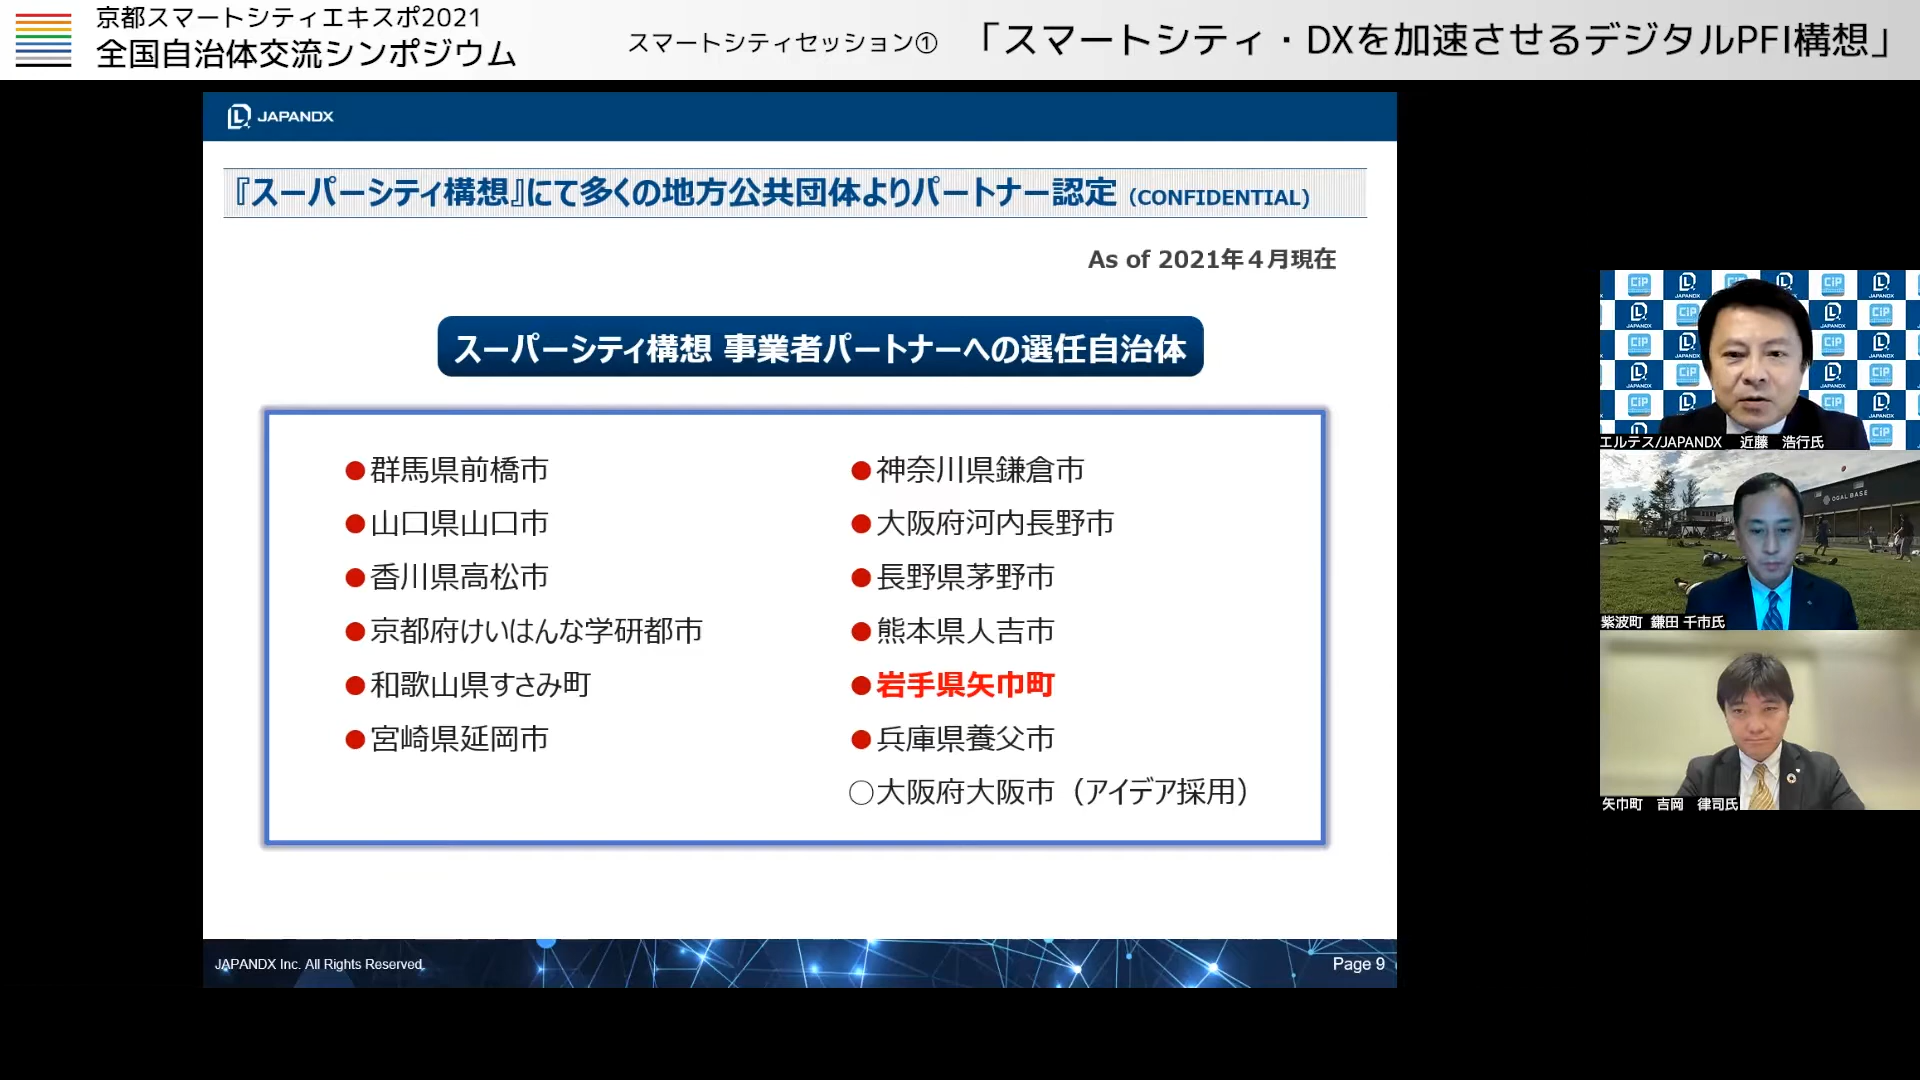 京都スマートシティエキスポ2021
全国自治体交流シンポジウム
スマートシティセッション① 「スマートシティ・DXを加速させるデジタルPFI構想」
JAPANDX
『スーパーシティ構想』にて多くの地方公共団体よりパートナー認定 (CONFIDENTIAL)
As of 2021年４月現在
スーパーシティ構想 事業者パートナーへの選任自治体
●群馬県前橋市
●山口県山口市
●香川県高松市
●京都府けいはんな学研都市
●和歌山県すさみ町
●宮崎県延岡市
●神奈川県鎌倉市
●大阪府河内長野市
●長野県茅野市
●熊本県人吉市
●岩手県矢巾町
●兵庫県養父市
○大阪府大阪市（アイデア採用）
JAPANDX Inc. All Rights Reserved.
Page 9
CiP
JAPANDX
エルテス/JAPANDX 近藤 浩行氏
OGAL BASE
紫波町 鎌田 千市氏
矢巾町 吉岡 律司氏